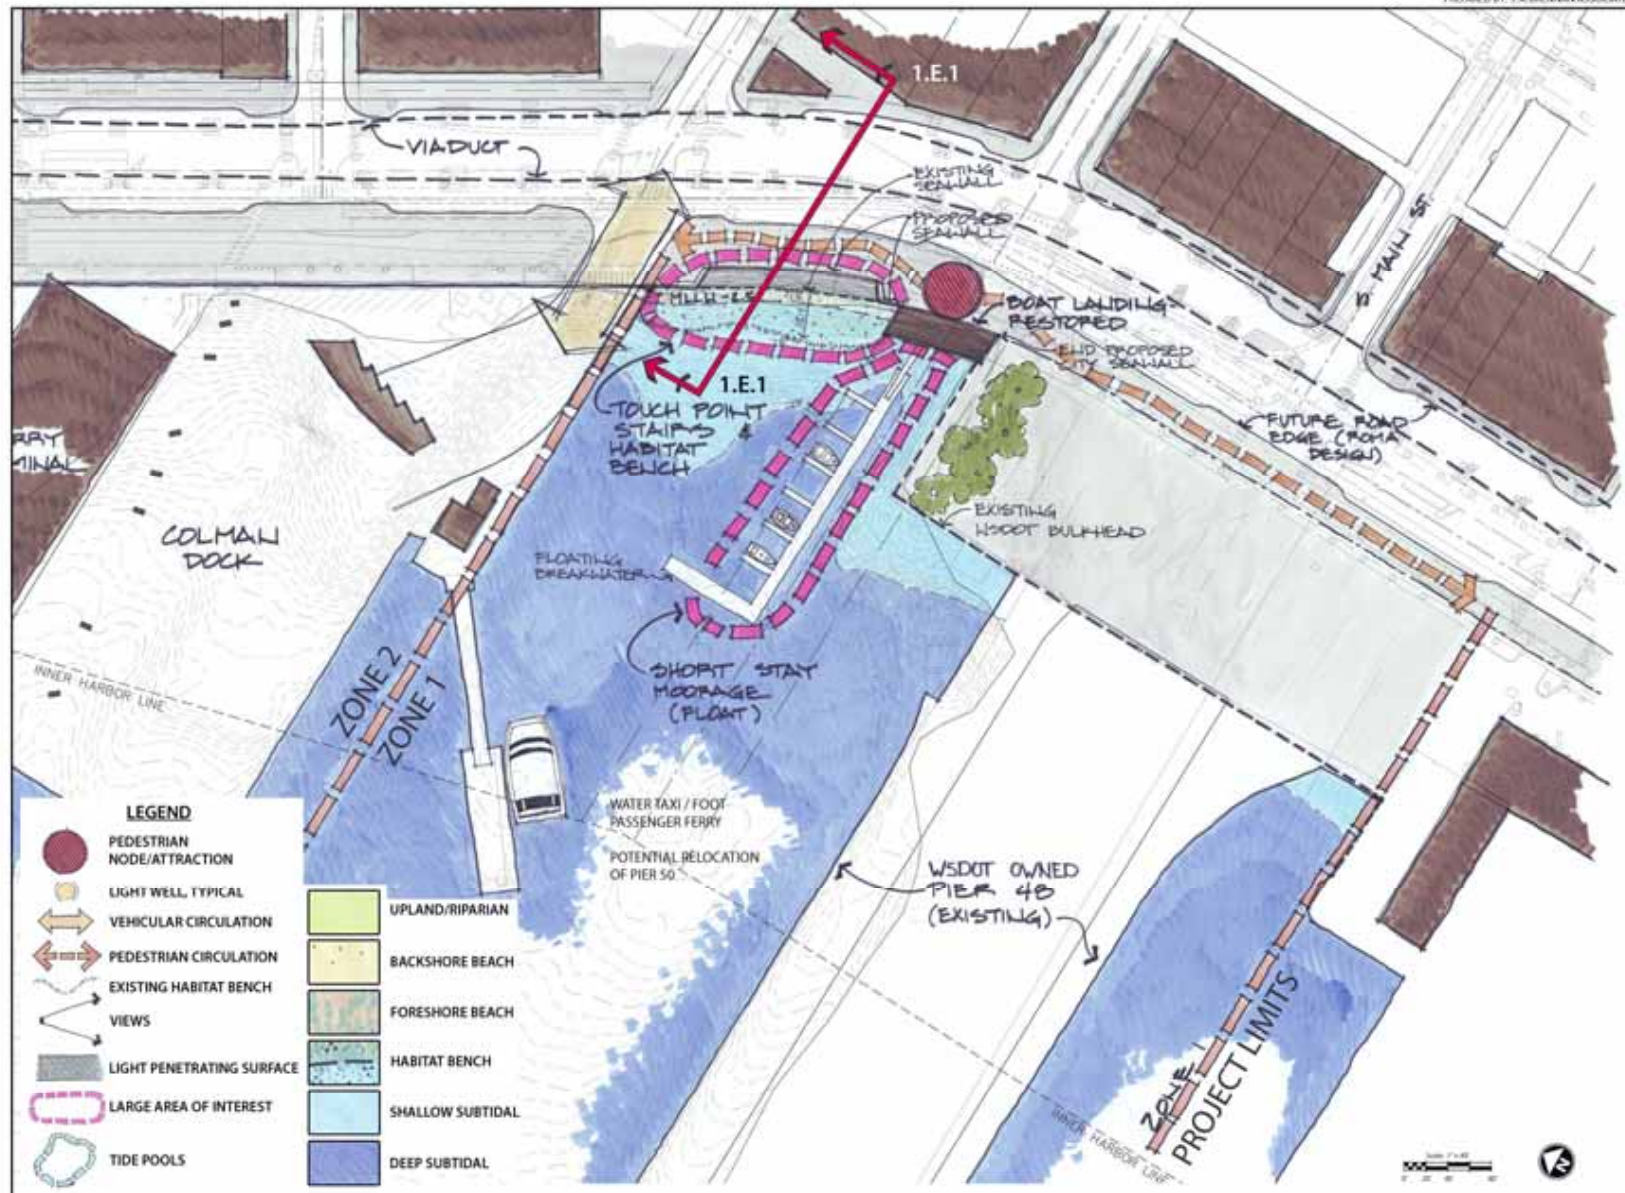 1.E.1
VIADUCT
EXISTING
SEAWALL
PROPOSED
SEAWALL
MAIN ST.
BOAT LANDING
RESTORED
END PROPOSED
CITY SEAWALL
1.E.1
TOUCH POINT
STAIRS &
HABITAT
BENCH
FUTURE ROAD
EDGE (ROMA
DESIGN)
EXISTING
WSDOT BULKHEAD
COLMAN
DOCK
FLOATING
BREAKWATER
SHORT STAY
MOORAGE
(FLOAT)
INNER HARBOR LINE
ZONE 2
ZONE 1
WATER TAXI / FOOT
PASSENGER FERRY
POTENTIAL RELOCATION
OF PIER 50
WSDOT OWNED
PIER 48
(EXISTING)
ZONE 1
PROJECT LIMITS
INNER HARBOR LINE
LEGEND
PEDESTRIAN
NODE/ATTRACTION
LIGHT WELL, TYPICAL
VEHICULAR CIRCULATION
PEDESTRIAN CIRCULATION
EXISTING HABITAT BENCH
VIEWS
LIGHT PENETRATING SURFACE
LARGE AREA OF INTEREST
TIDE POOLS
UPLAND/RIPARIAN
BACKSHORE BEACH
FORESHORE BEACH
HABITAT BENCH
SHALLOW SUBTIDAL
DEEP SUBTIDAL
N